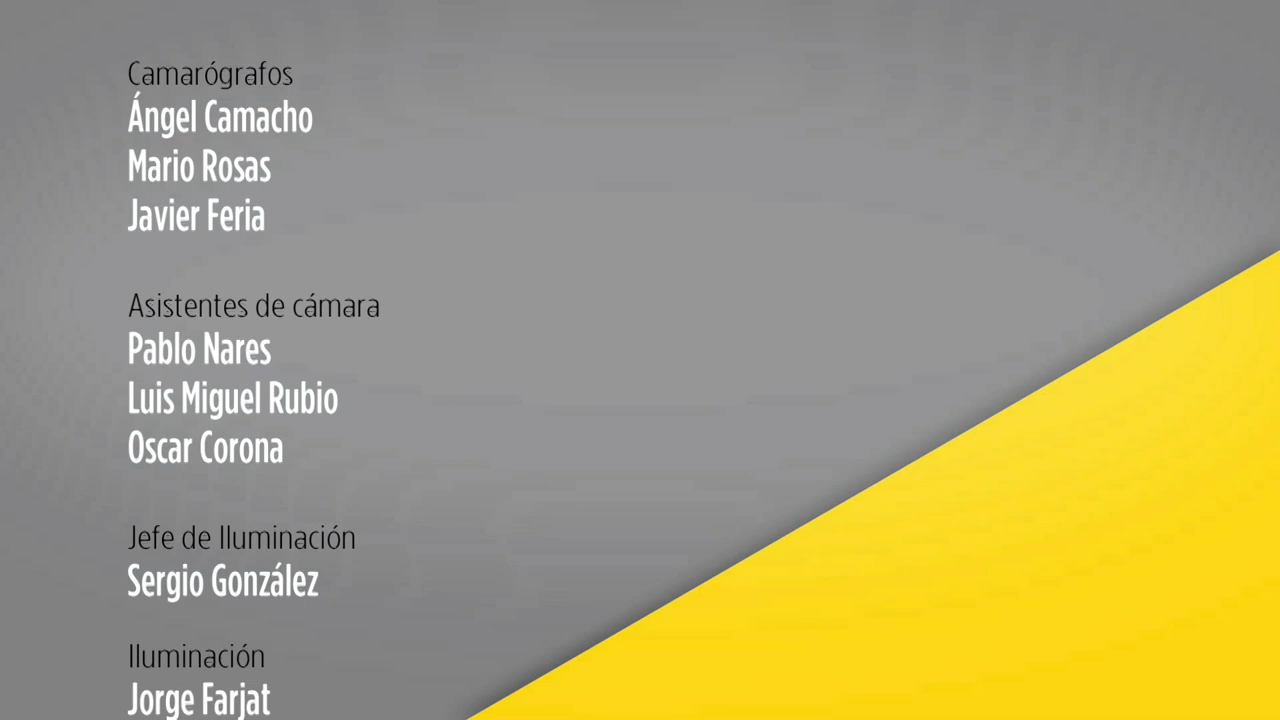 Camarógrafos
Ángel Camacho
Mario Rosas
Javier Feria
Asistentes de cámara
Pablo Nares
Luis Miguel Rubio
Oscar Corona
Jefe de Iluminación
Sergio González
Iluminación
Jorge Farjat